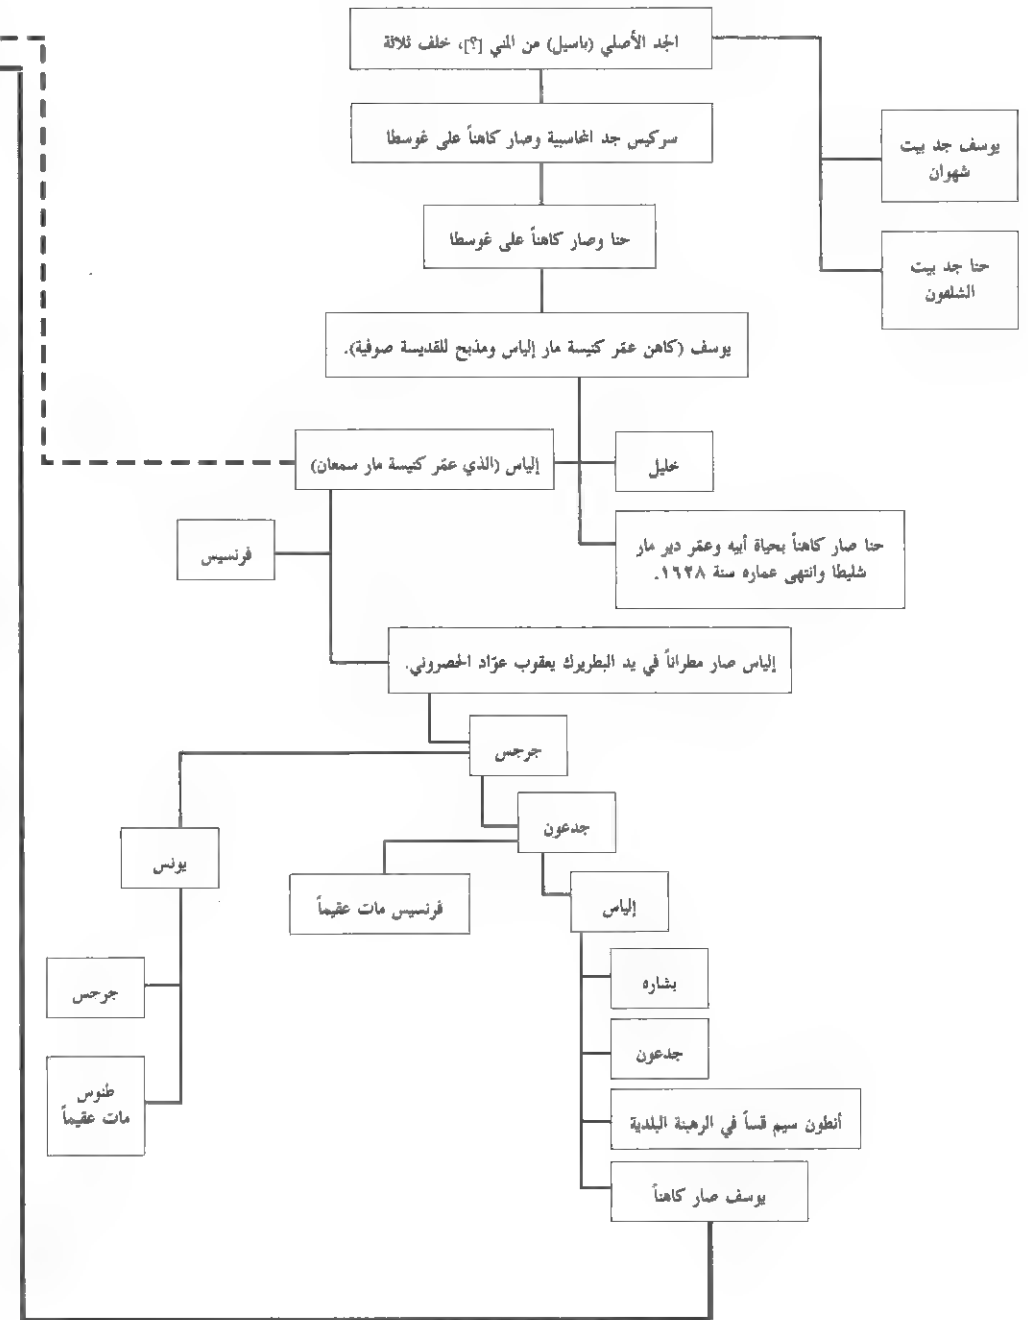 الجد الأصلي (باسيل) من المني [؟]، خلف ثلاثة
سركيس جد المحاسبية وصار كاهناً على غوسطا
يوسف جد بيت
شهوان
حنا وصار كاهناً على غوسطا
حنا جد بيت
الشلفون
يوسف (كاهن عمّر كنيسة مار إلياس ومذبح للقديسة صوفية).
إلياس (الذي عمّر كنيسة مار سمعان)
خليل
فرنسيس
حنا صار كاهناً بحياة أبيه وعمّر دير مار
شليطا وانتهى عماره سنة ١٦٢٨.
إلياس صار مطراناً في يد البطريرك يعقوب عوّاد الحصروني.
جرجس
جدعون
يونس
فرنسيس مات عقيماً
إلياس
بشاره
جرجس
جدعون
طنوس
مات عقيماً
أنطون سيم قساً في الرهبنة البلدية
يوسف صار كاهناً